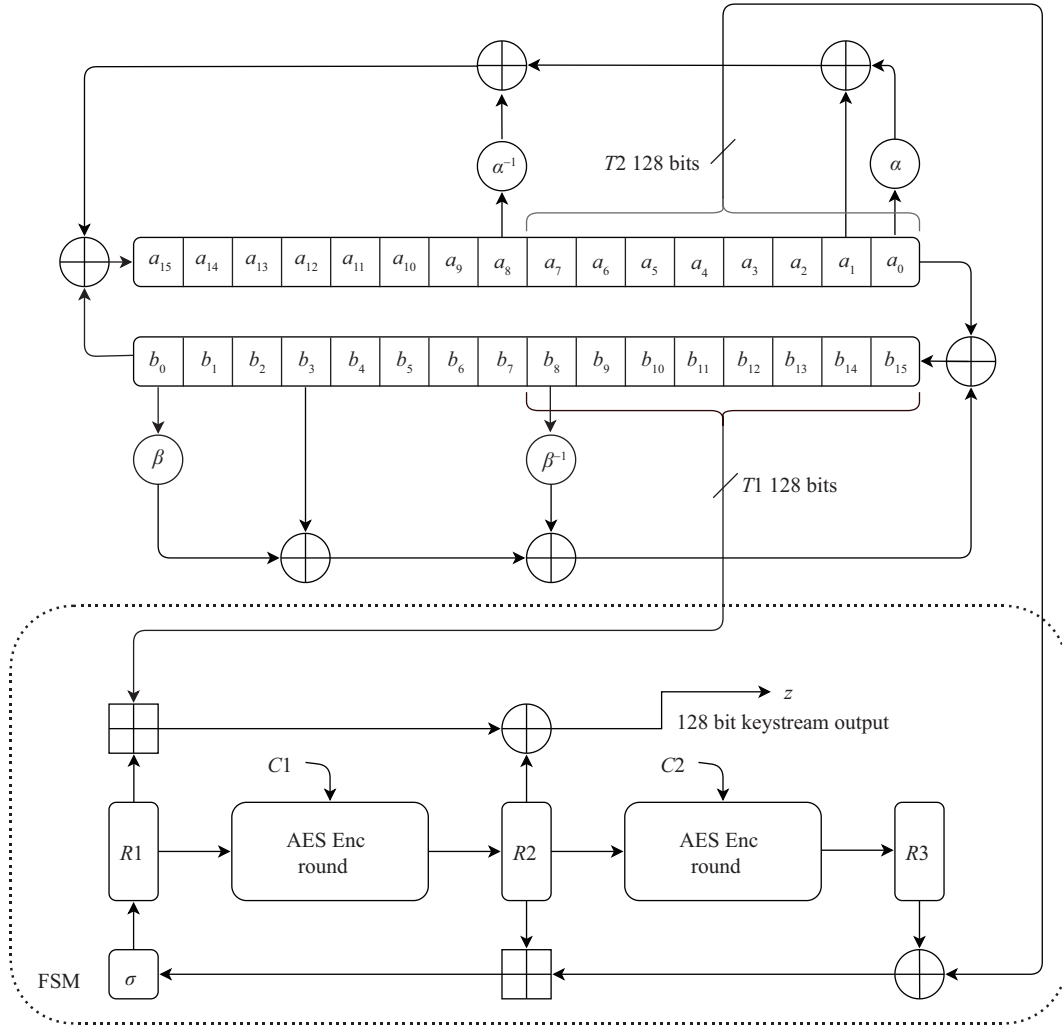 T2 128 bits
α⁻¹
α
a₁₅ a₁₄ a₁₃ a₁₂ a₁₁ a₁₀ a₉ a₈ a₇ a₆ a₅ a₄ a₃ a₂ a₁ a₀
b₀ b₁ b₂ b₃ b₄ b₅ b₆ b₇ b₈ b₉ b₁₀ b₁₁ b₁₂ b₁₃ b₁₄ b₁₅
β
β⁻¹
T1 128 bits
z
128 bit keystream output
C1
C2
R1
AES Enc
round
R2
AES Enc
round
R3
FSM
σ